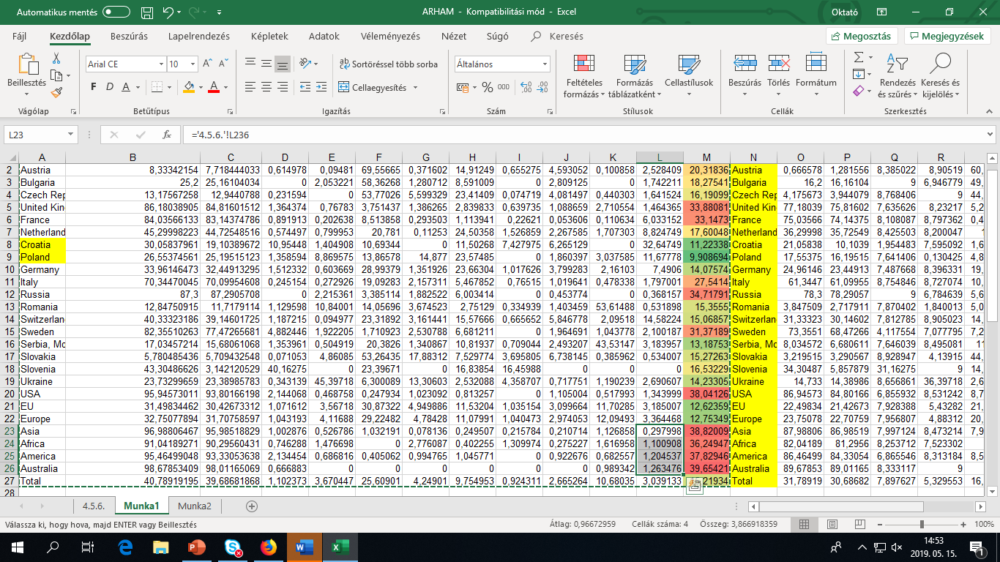 Automatikus mentés ARHAM - Kompatibilitási mód - Excel Oktató
Fájl Kezdőlap Beszúrás Lapelrendezés Képletek Adatok Véleményezés Nézet Súgó Keresés Megosztás Megjegyzések
Beillesztés Arial CE 10 Sortöréssel több sorba Általános Feltételes formázás Formázás táblázatként Cellastílusok Beszúrás Törlés Formátum Rendezés és szűrés Keresés és kijelölés
F D A A Cellaegyesítés % 000
Vágólap Betűtípus Igazítás Szám Stílusok Cellák Szerkesztés
L23 fx ='4.5.6.'!L236
A B C D E F G H I J K L M N O P Q R
2 Austria 8,33342154 7,718444033 0,614978 0,09481 69,55665 0,371602 14,91249 0,655275 4,593052 0,100858 2,528409 20,31836 Austria 0,666578 1,281556 8,385022 8,90519 60,
3 Bulgaria 25,2 25,16104034 0 2,053221 58,36268 1,280712 8,591009 0 2,809125 0 1,742211 18,27541 Bulgaria 16,2 16,16104 9 6,946779 49,
4 Czech Rep 13,17567258 12,9440788 0,231594 0 53,77026 5,599329 23,41409 0,074719 4,081497 0,440303 1,641524 16,19099 Czech Rep 4,175673 3,944079 8,768406 9 44,
5 United Kin 86,18038905 84,81601512 1,364374 0,76783 3,751437 1,386265 2,839833 0,639735 1,088659 2,710554 1,464365 33,88081 United Kin 77,18039 75,81602 7,635626 8,23217 5,2
6 France 84,03566133 83,14374786 0,891913 0,202638 8,513858 0,293503 1,113941 0,22621 0,053606 0,110634 6,033152 33,1473 France 75,03566 74,14375 8,108087 8,797362 0,4
7 Netherland 45,29998223 44,72548516 0,574497 0,799953 20,781 0,11253 24,50358 1,526859 2,267585 1,707303 8,824749 17,60048 Netherland 36,29998 35,72549 8,425503 8,200047 1
8 Croatia 30,05837961 19,10389672 10,95448 1,404908 10,69344 0 11,50268 7,427975 6,265129 0 32,64749 11,22338 Croatia 21,05838 10,1039 1,954483 7,595092 1,6
9 Poland 26,55374561 25,19515123 1,358594 8,869575 13,86578 14,877 23,57485 0 1,860397 3,037585 11,67778 9,908694 Poland 17,55375 16,19515 7,641406 0,130425 4,8
10 Germany 33,96146473 32,44913295 1,512332 0,603669 28,99379 1,351926 23,66304 1,017626 3,799283 2,16103 7,4906 14,07574 Germany 24,96146 23,44913 7,487668 8,396331 19,
11 Italy 70,34470045 70,09954608 0,245154 0,272926 19,09283 2,157311 5,467852 0,76515 1,019641 0,478338 1,797001 27,5414 Italy 61,3447 61,09955 8,754846 8,727074 10,
12 Russia 87,3 87,2905708 0 2,215361 3,385114 1,882522 6,003414 0 0,453774 0 0,368157 34,71791 Russia 78,3 78,29057 9 6,784639 5,6
13 Romania 12,84750915 11,7179114 1,129598 10,84001 14,05696 3,674523 2,75129 0,334939 1,403459 53,61488 0,531898 15,3555 Romania 3,847509 2,717911 7,870402 1,840013 5,0
14 Switzerlan 40,33323186 39,14601725 1,187215 0,094977 23,31892 3,161441 15,57666 0,665652 5,846778 2,09518 14,58224 15,06857 Switzerlan 31,33323 30,14602 7,812785 8,905023 14,
15 Sweden 82,35510263 77,47265681 4,882446 1,922205 1,710923 2,530788 6,681211 0 1,964691 1,043778 2,100187 31,37189 Sweden 73,3551 68,47266 4,117554 7,077795 7,2
16 Serbia, Mo 17,03457214 15,68061068 1,353961 0,504919 20,3826 1,340867 10,81937 0,709044 2,493207 43,53147 3,183957 13,18753 Serbia, Mo 8,034572 6,680611 7,646039 8,495081 11
17 Slovakia 5,780485436 5,709432548 0,071053 4,86085 53,26435 17,88312 7,529774 3,695805 6,738145 0,385962 0,534007 15,27263 Slovakia 3,219515 3,290567 8,928947 4,13915 44,
18 Slovenia 43,30486626 3,142120529 40,16275 0 23,39671 0 16,83854 16,45988 0 0 0 16,53229 Slovenia 34,30487 5,857879 31,16275 9 14,
19 Ukraine 23,73299659 23,38985783 0,343139 45,39718 6,300089 13,30603 2,532088 4,358707 0,717751 1,190239 2,690607 14,23305 Ukraine 14,733 14,38986 8,656861 36,39718 2,6
20 USA 95,94573011 93,80166198 2,144068 0,468758 0,247934 1,023092 0,813257 0 1,105004 0,517993 1,343999 38,04126 USA 86,94573 84,80166 6,855932 8,531242 8,7
21 EU 31,49834462 30,42673312 1,071612 3,56718 30,87322 4,949886 11,53204 1,035154 3,099664 11,70285 3,185007 12,62359 EU 22,49834 21,42673 7,928388 5,43282 21,
22 Europe 32,75077894 31,70758597 1,043193 4,11688 29,22482 4,78428 11,07991 1,040473 2,974053 12,09493 3,364468 12,75349 Europe 23,75078 22,70759 7,956807 4,88312 20,
23 Asia 96,98806467 95,98518829 1,002876 0,526786 1,032191 0,078136 0,249507 0,215784 0,210714 1,126858 0,297998 38,82009 Asia 87,98806 86,98519 7,997124 8,473214 7,9
24 Africa 91,04189271 90,29560431 0,746288 1,476698 0 2,776087 0,402255 1,309974 0,275227 1,616958 1,100908 36,24947 Africa 82,04189 81,2956 8,253712 7,523302
25 America 95,46499048 93,33053638 2,134454 0,686816 0,405062 0,994765 1,045771 0 0,922676 0,682557 1,204537 37,82946 America 86,46499 84,33054 6,865546 8,313184 8,5
26 Australia 98,67853409 98,01165069 0,666883 0 0 0 0 0 0 0,989342 1,263476 39,65421 Australia 89,67853 89,01165 8,333117 9
27 Total 40,78919195 39,68681868 1,102373 3,670447 25,60901 4,24901 9,754953 0,924311 2,665264 10,68035 3,039133 21934 Total 31,78919 30,68682 7,897627 5,329553 16,
28
4.5.6. Munka1 Munka2
Válassza ki, hogy hova, majd ENTER vagy Beillesztés Átlag: 0,96672959 Cellák száma: 4 Összeg: 3,866918359 100%
14:53
2019. 05. 15.
1